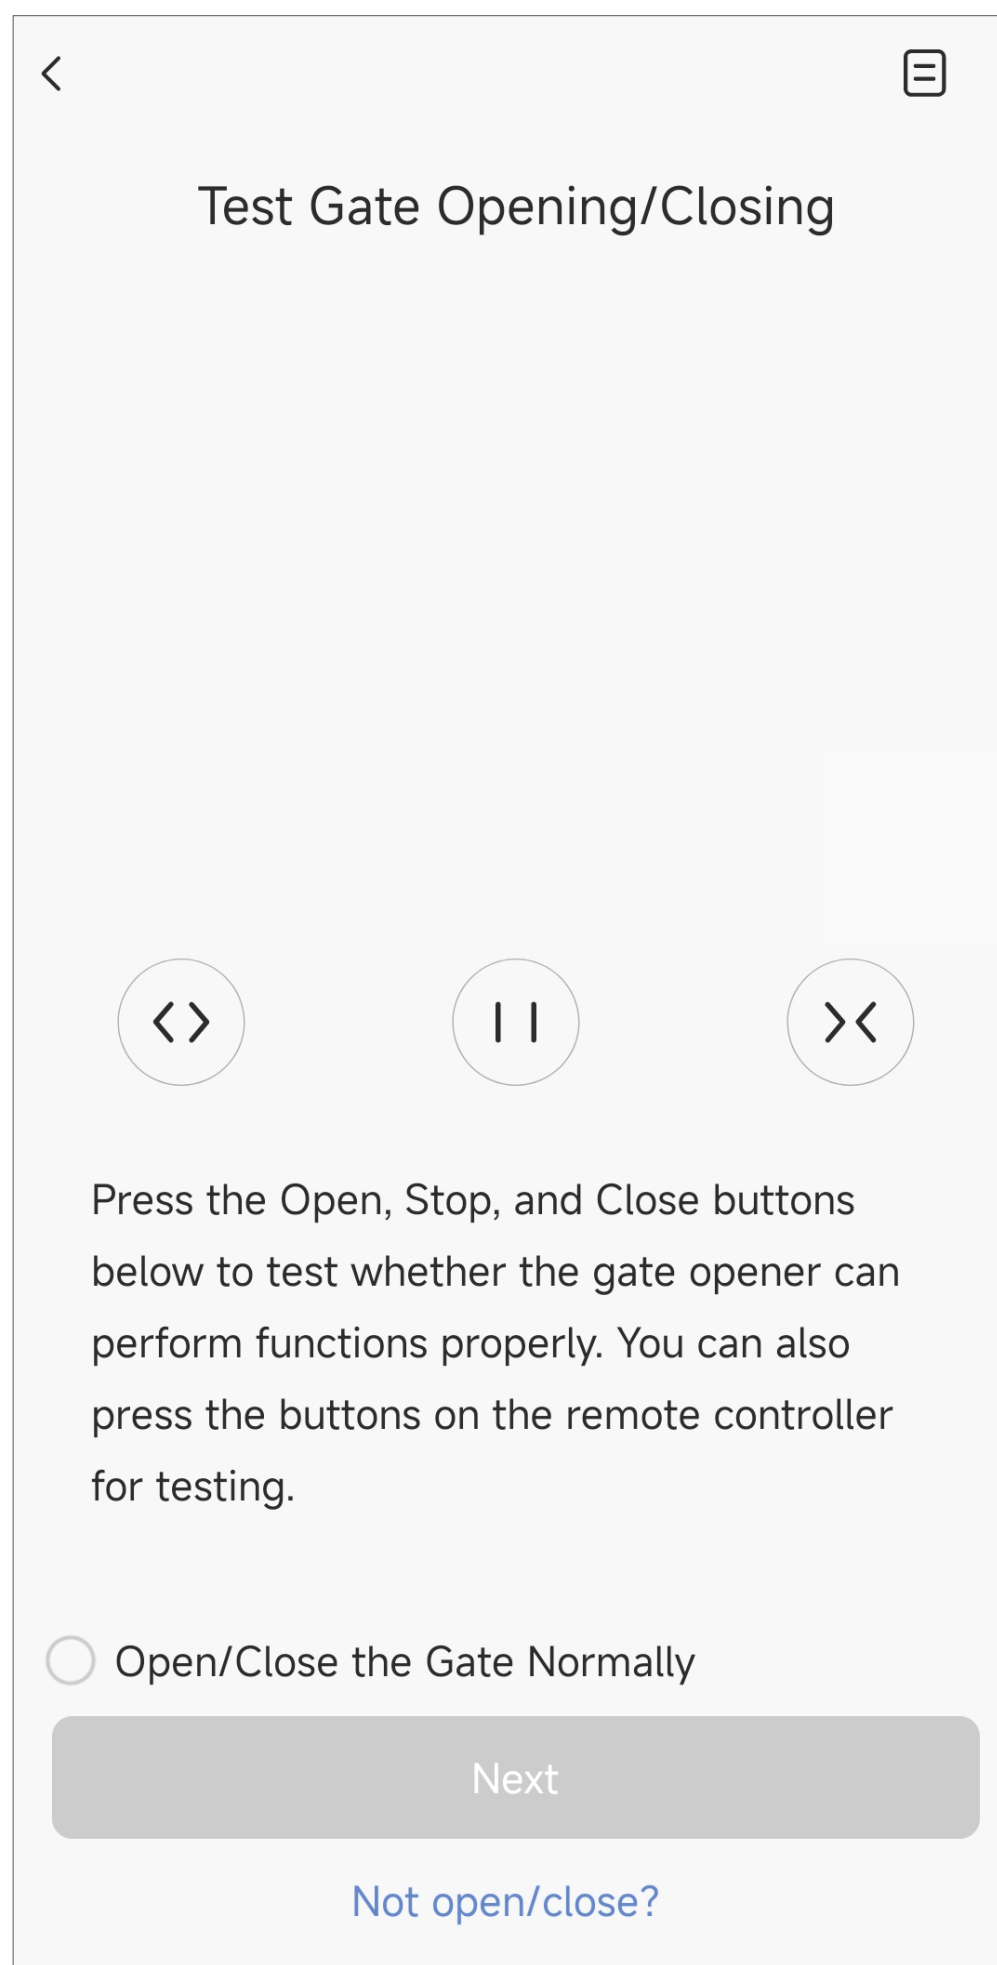 Test Gate Opening/Closing
Press the Open, Stop, and Close buttons
below to test whether the gate opener can
perform functions properly. You can also
press the buttons on the remote controller
for testing.
Open/Close the Gate Normally
Next
Not open/close?